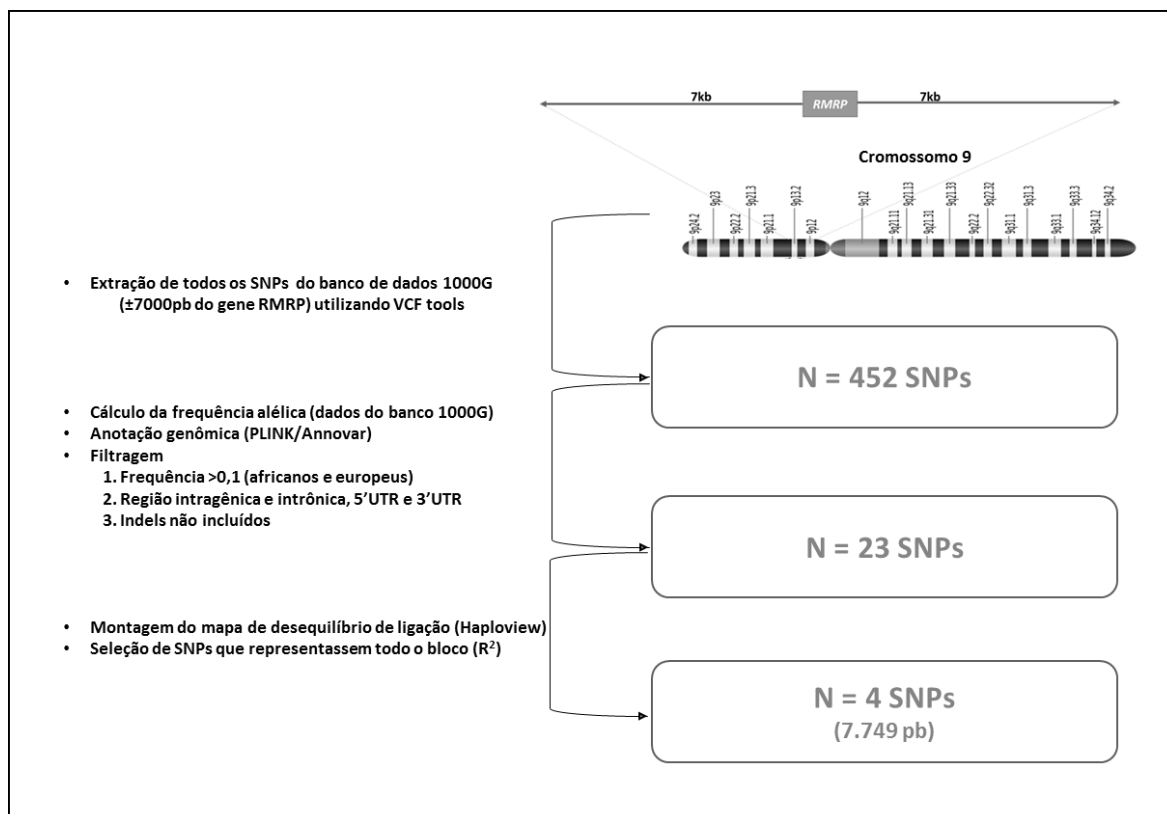 7kb RMRP 7kb
Cromossomo 9
9p24.2 9p23 9p22.2 9p21.3 9p21.1 9p13.2 9p12 9q12 9q21.11 9q21.13 9q21.31 9q21.33 9q22.2 9q22.32 9q31.1 9q31.3 9q33.1 9q33.3 9q34.12 9q34.2
• Extração de todos os SNPs do banco de dados 1000G
(±7000pb do gene RMRP) utilizando VCF tools
N = 452 SNPs
• Cálculo da frequência alélica (dados do banco 1000G)
• Anotação genômica (PLINK/Annovar)
• Filtragem
1. Frequência >0,1 (africanos e europeus)
2. Região intragênica e intrônica, 5’UTR e 3’UTR
3. Indels não incluídos
N = 23 SNPs
• Montagem do mapa de desequilíbrio de ligação (Haploview)
• Seleção de SNPs que representassem todo o bloco (R²)
N = 4 SNPs
(7.749 pb)